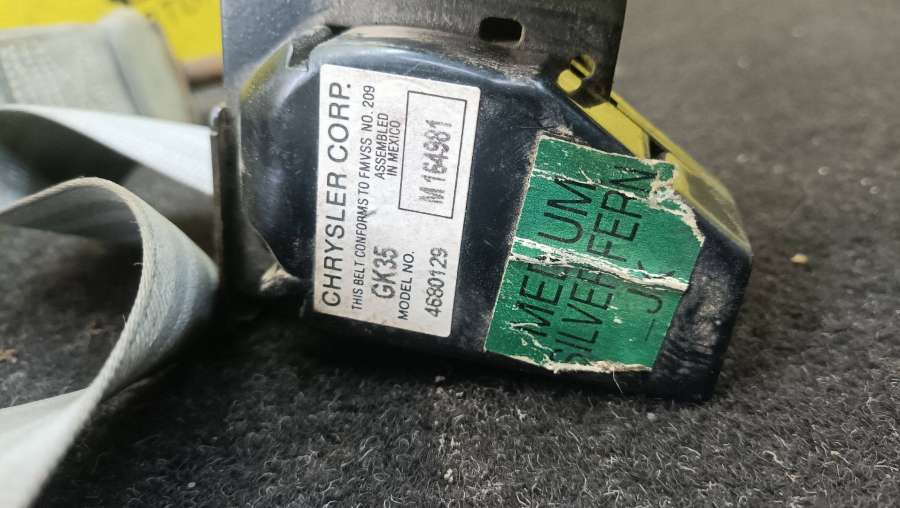 CHRYSLER CORP.
THIS BELT CONFORMS TO FMVSS NO. 209
GK35 ASSEMBLED
IN MEXICO
MODEL NO.
4680129
M 164981
MEDIUM
SILVER FERN